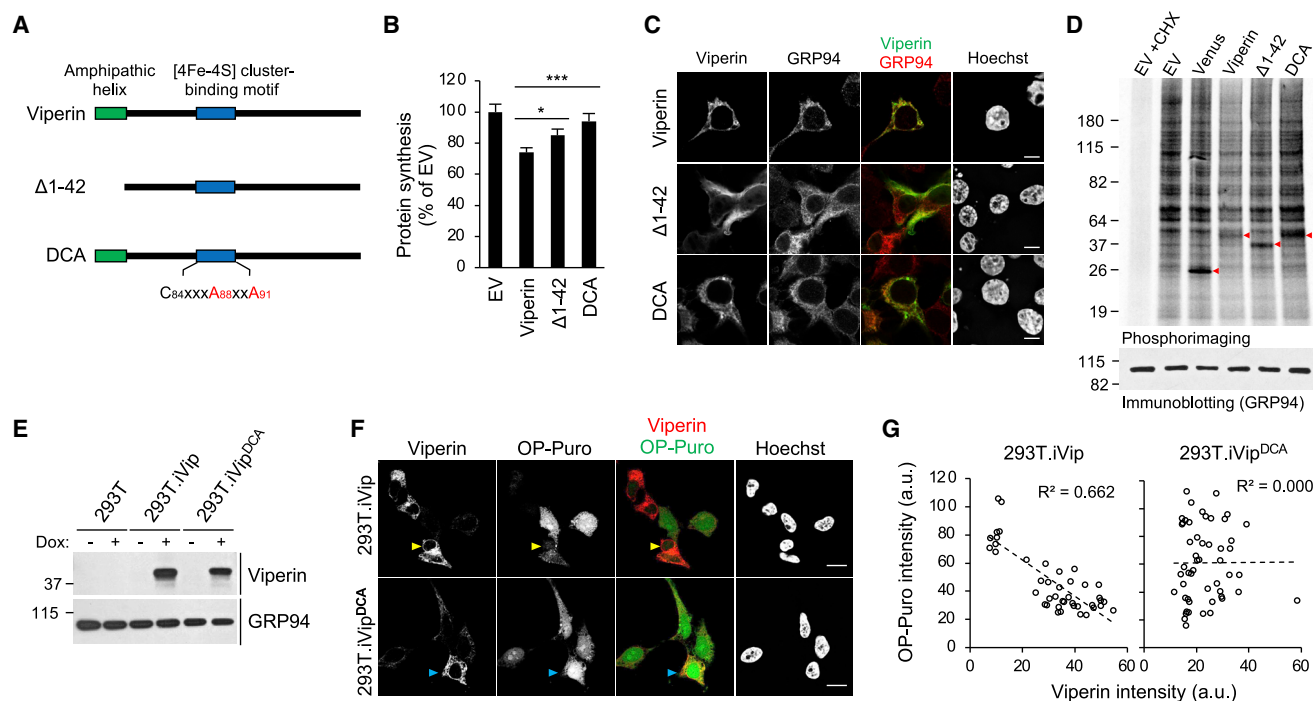 A
Amphipathic helix
[4Fe-4S] cluster-binding motif
Viperin
Δ1-42
DCA
C84xxxA88xxA91
B
Protein synthesis
(% of EV)
120
100
80
60
40
20
0
***
*
EV
Viperin
Δ1-42
DCA
C
Viperin
GRP94
Viperin
GRP94
Hoechst
Viperin
Δ1-42
DCA
D
EV +CHX
EV
Venus
Viperin
Δ1-42
DCA
180
115
82
64
37
26
19
Phosphorimaging
115
82
Immunoblotting (GRP94)
E
293T
293T.iVip
293T.iVipDCA
Dox: - + - + - +
37
Viperin
115
GRP94
F
Viperin
OP-Puro
Viperin
OP-Puro
Hoechst
293T.iVip
293T.iVipDCA
G
293T.iVip
293T.iVipDCA
OP-Puro intensity (a.u.)
120
100
80
60
40
20
0
R² = 0.662
R² = 0.000
0 20 40 60
0 20 40 60
Viperin intensity (a.u.)